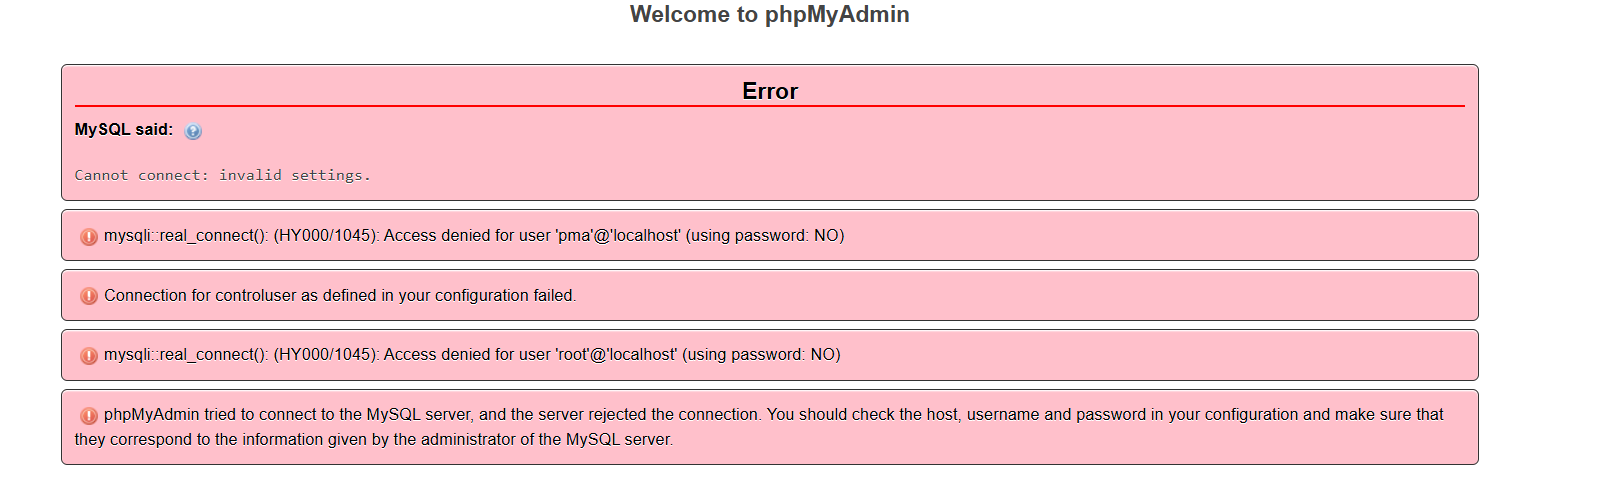 Welcome to phpMyAdmin
Error
MySQL said:
Cannot connect: invalid settings.
mysqli::real_connect(): (HY000/1045): Access denied for user 'pma'@'localhost' (using password: NO)
Connection for controluser as defined in your configuration failed.
mysqli::real_connect(): (HY000/1045): Access denied for user 'root'@'localhost' (using password: NO)
phpMyAdmin tried to connect to the MySQL server, and the server rejected the connection. You should check the host, username and password in your configuration and make sure that
they correspond to the information given by the administrator of the MySQL server.